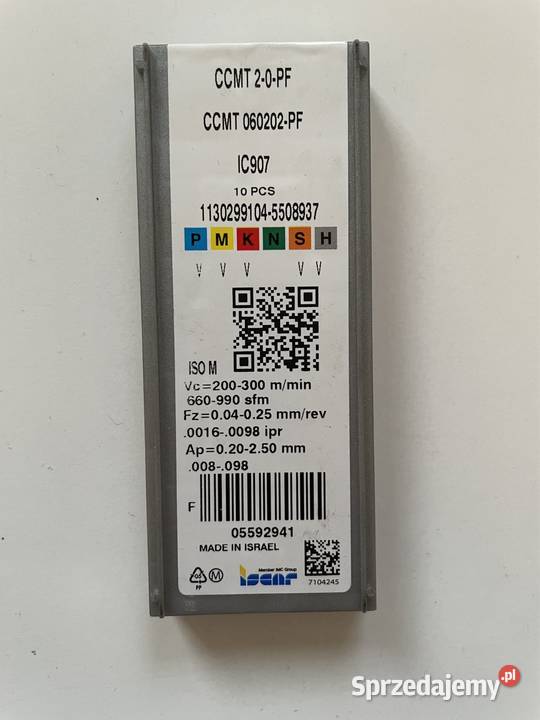 CCMT 2-0-PF
CCMT 060202-PF
IC907
10 PCS
1130299104-5508937
P M K N S H
V V V V V
ISO M
Vc=200-300 m/min
660-990 sfm
Fz=0.04-0.25 mm/rev
.0016-.0098 ipr
Ap=0.20-2.50 mm
.008-.098
F
05592941
MADE IN ISRAEL
05
PP
M
Member IMC Group
iscar
7104245
Sprzedajemy.pl